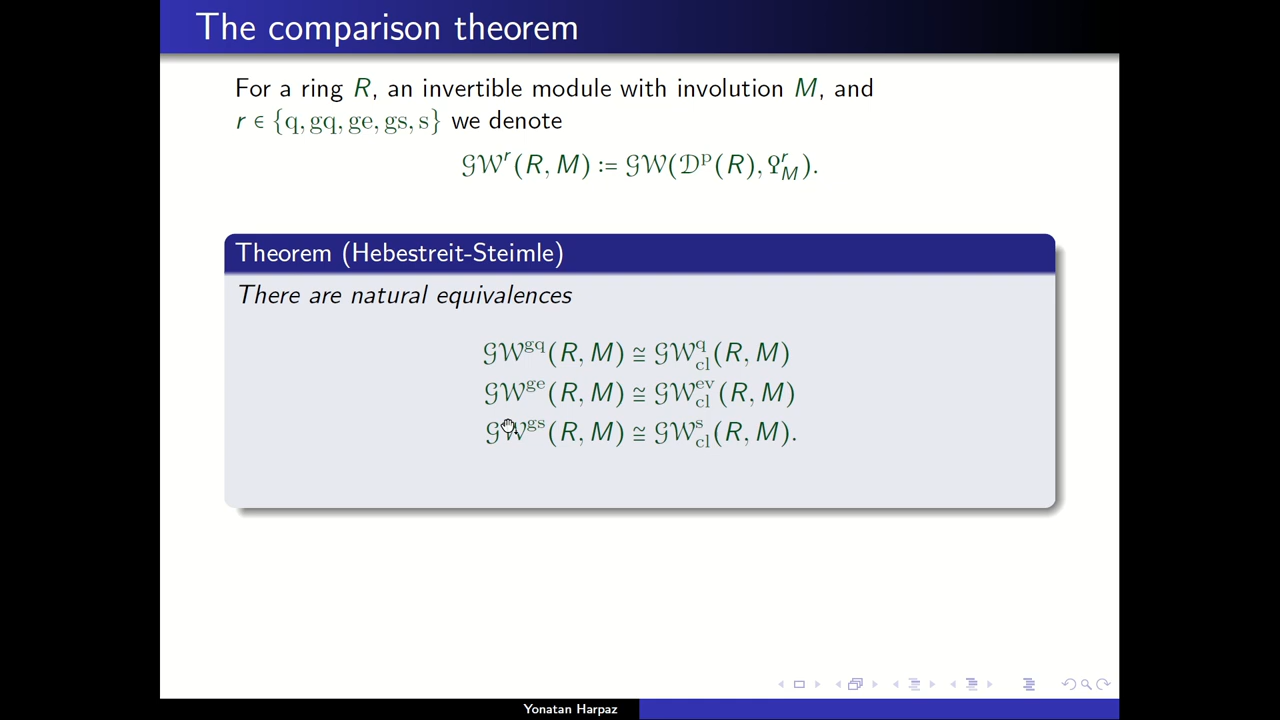 The comparison theorem
For a ring R, an invertible module with involution M, and
r ∈ {q, gq, ge, gs, s} we denote
𝒢𝒲^r(R, M) ≔ 𝒢𝒲(𝒟^p(R), Ϙ^r_M).
Theorem (Hebestreit-Steimle)
There are natural equivalences
𝒢𝒲^gq(R, M) ≅ 𝒢𝒲^q_cl(R, M)
𝒢𝒲^ge(R, M) ≅ 𝒢𝒲^ev_cl(R, M)
𝒢𝒲^gs(R, M) ≅ 𝒢𝒲^s_cl(R, M).
Yonatan Harpaz